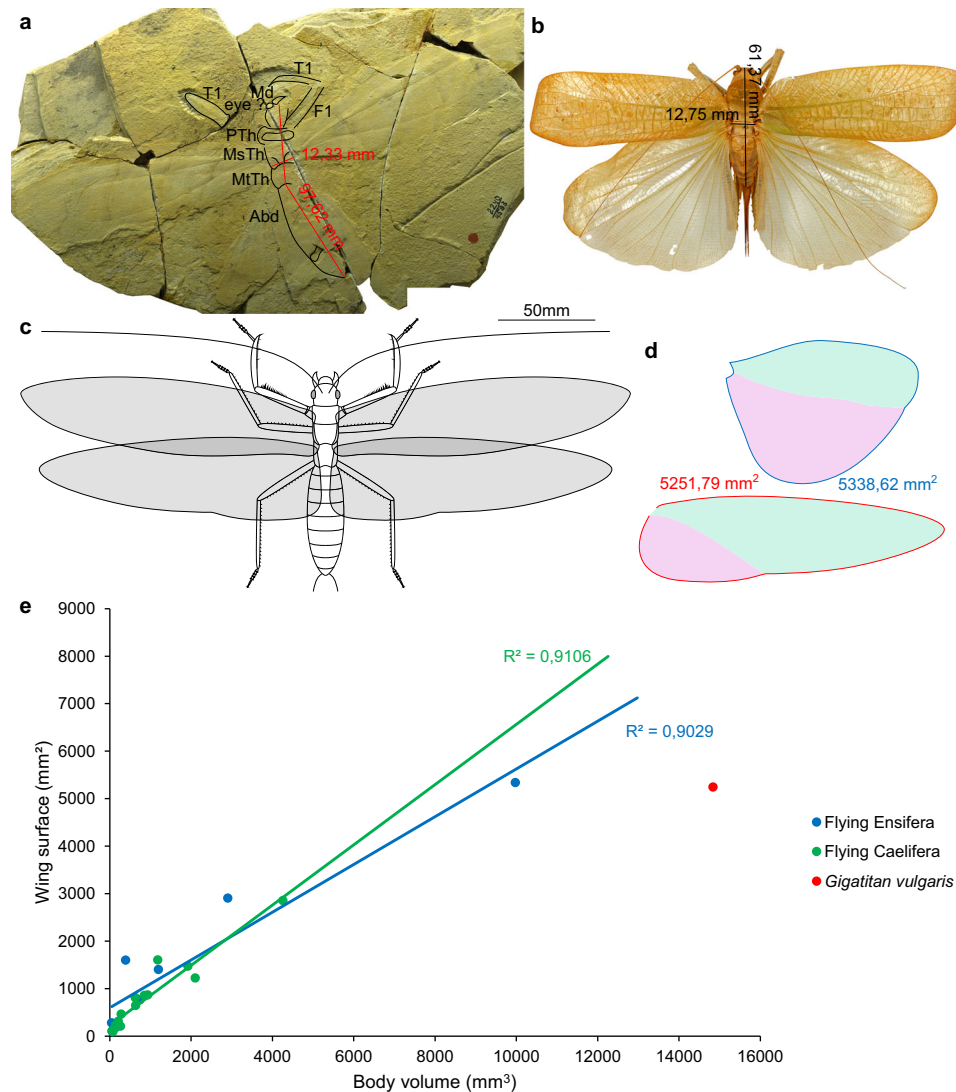 a
T1
T1
Md
eye
?
F1
PTh
MsTh
12,33 mm
MtTh
97,62 mm
Abd
b
61,37 mm
12,75 mm
c
50mm
d
5251,79 mm²
5338,62 mm²
e
9000
8000
7000
6000
5000
4000
3000
2000
1000
0
Wing surface (mm²)
R² = 0,9106
R² = 0,9029
Flying Ensifera
Flying Caelifera
Gigatitan vulgaris
0 2000 4000 6000 8000 10000 12000 14000 16000
Body volume (mm³)